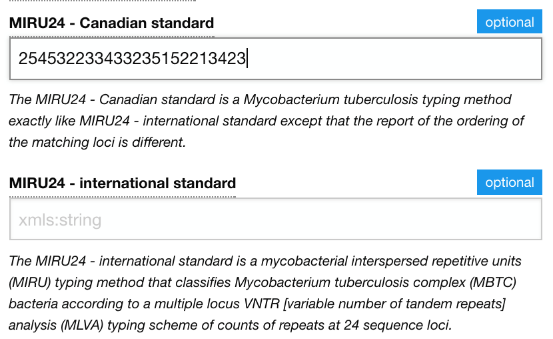 MIRU24 - Canadian standard
optional
254532233433235152213423
The MIRU24 - Canadian standard is a Mycobacterium tuberculosis typing method
exactly like MIRU24 - international standard except that the report of the ordering of
the matching loci is different.
MIRU24 - international standard
optional
xmls:string
The MIRU24 - international standard is a mycobacterial interspersed repetitive units
(MIRU) typing method that classifies Mycobacterium tuberculosis complex (MBTC)
bacteria according to a multiple locus VNTR [variable number of tandem repeats]
analysis (MLVA) typing scheme of counts of repeats at 24 sequence loci.